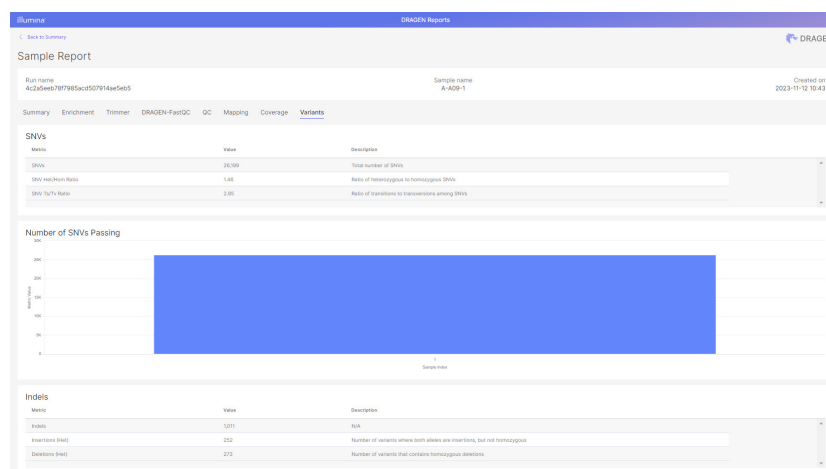 illumina
DRAGEN Reports
Back to Summary
DRAGE
Sample Report
Run name
Sample name
Created on
4c2a5eeb78f7985acd507914ae5eb5
A-A09-1
2023-11-12 10:43
Summary Enrichment Trimmer DRAGEN-FastQC QC Mapping Coverage Variants
SNVs
Metric Value Description
SNVs Total number of SNVs
SNV Het/Hom Ratio 1.48 Ratio of heterozygous to homozygous SNVs
SNV Ts/Tv Ratio 2.95 Ratio of transitions to transversions among SNVs
Number of SNVs Passing
30K
25K
20K
15K
10K
5K
0
Metric Value
1
Sample Index
Indels
Metric Value Description
Indels 1,011 N/A
Insertions (Het) 252 Number of variants where both alleles are insertions, but not homozygous
Deletions (Het) 273 Number of variants that contains homozygous deletions